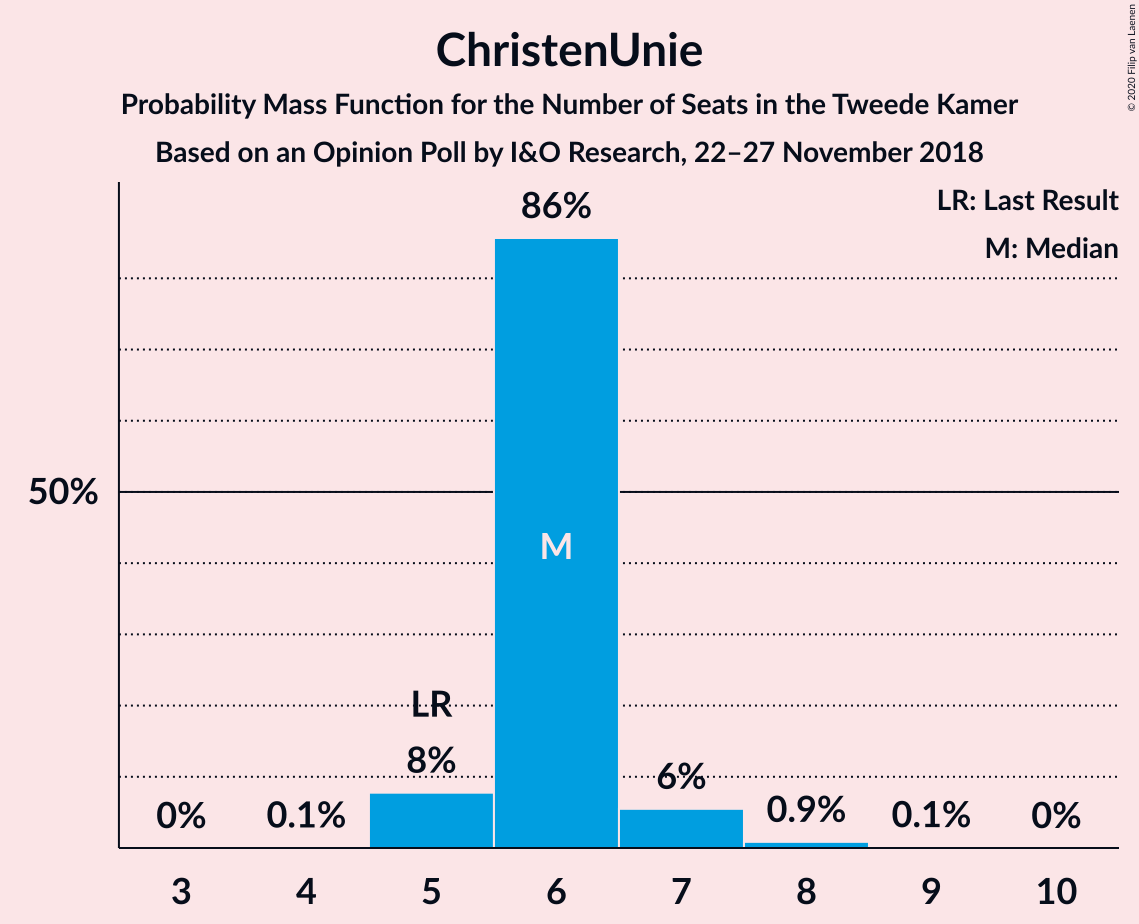 ChristenUnie
Probability Mass Function for the Number of Seats in the Tweede Kamer
Based on an Opinion Poll by I&O Research, 22–27 November 2018
© 2020 Filip van Laenen
LR: Last Result
M: Median
86%
50%
M
LR
8%
6%
0%
0.1%
0.9%
0.1%
0%
3
4
5
6
7
8
9
10